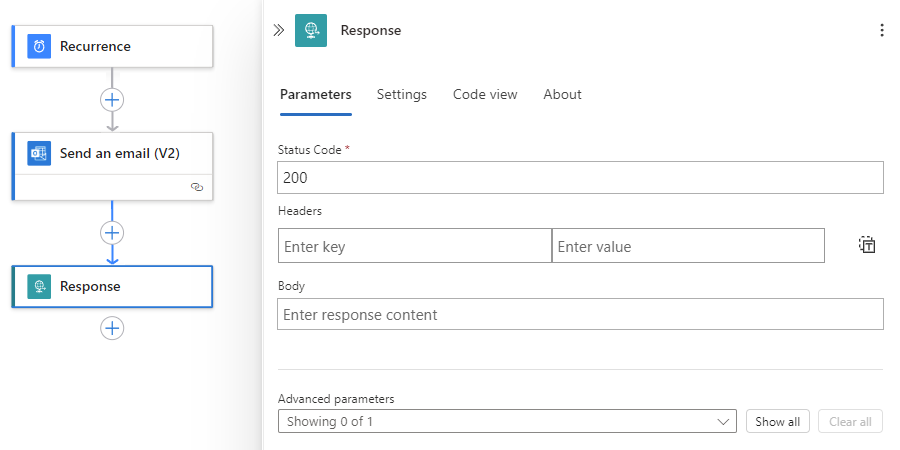 Recurrence
Send an email (V2)
Response
Response
Parameters Settings Code view About
Status Code *
200
Headers
Enter key Enter value
Body
Enter response content
Advanced parameters
Showing 0 of 1 Show all Clear all